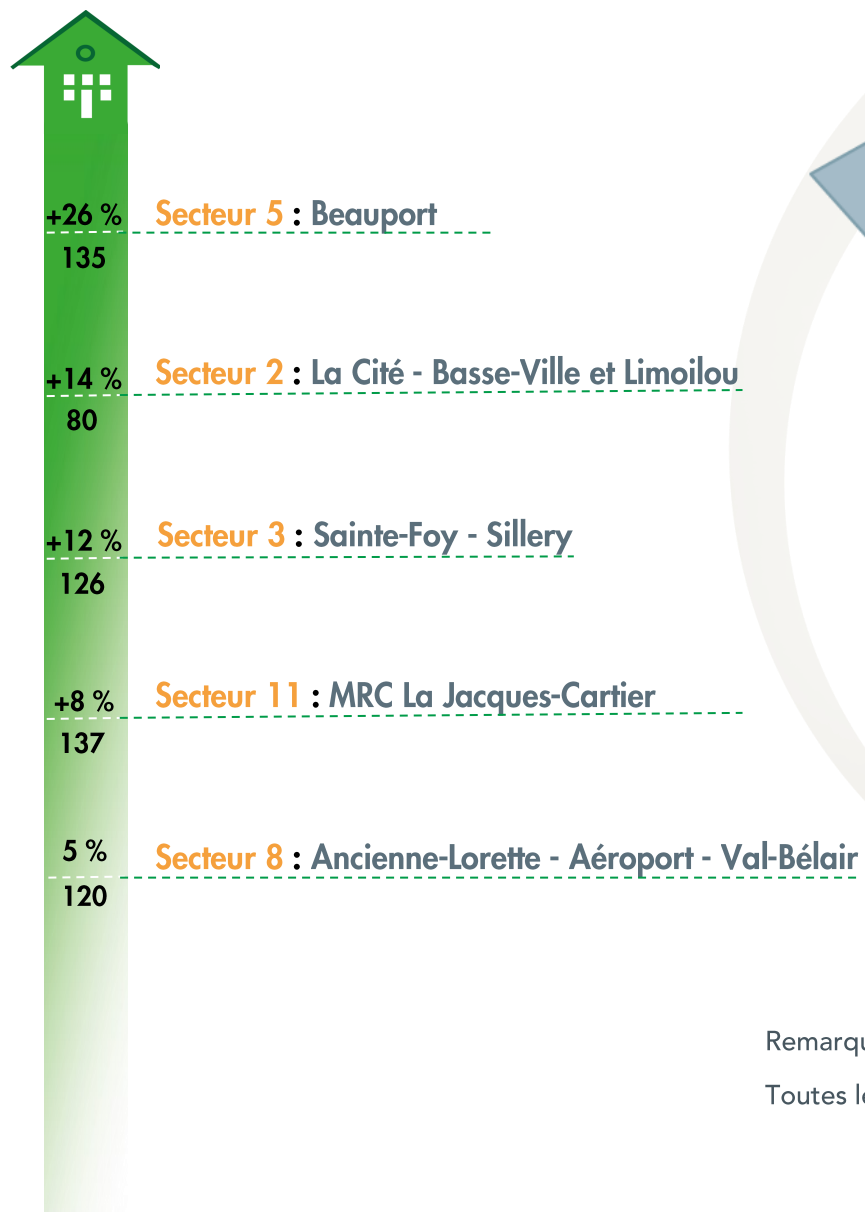 +26 % Secteur 5 : Beauport
135
+14 % Secteur 2 : La Cité - Basse-Ville et Limoilou
80
+12 % Secteur 3 : Sainte-Foy - Sillery
126
+8 % Secteur 11 : MRC La Jacques-Cartier
137
5 % Secteur 8 : Ancienne-Lorette - Aéroport - Val-Bélair
120
Toutes